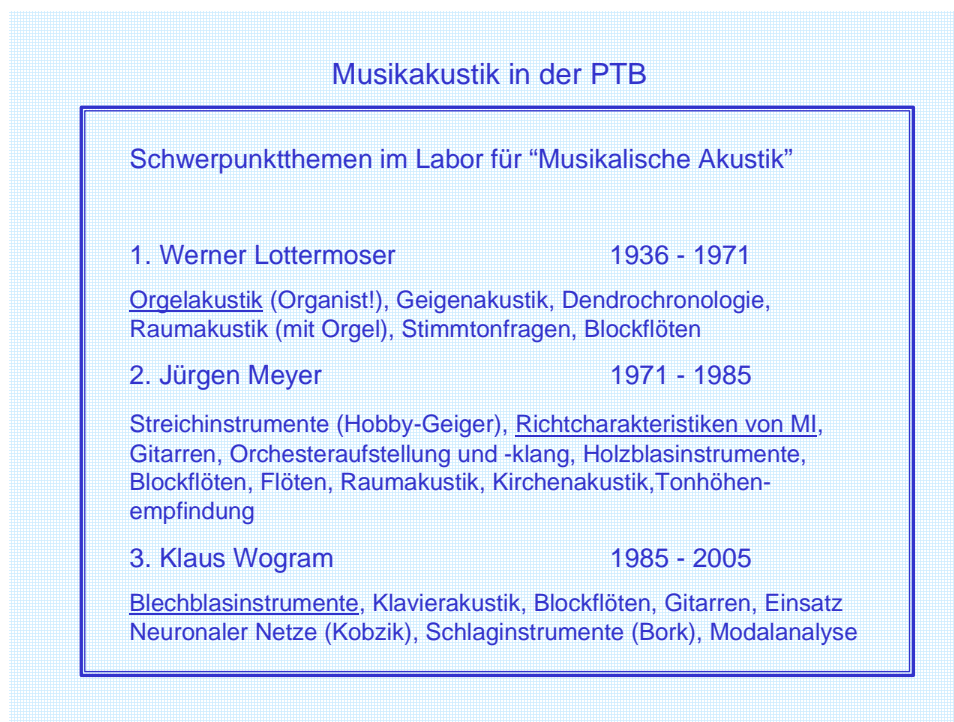 Musikakustik in der PTB
Schwerpunktthemen im Labor für “Musikalische Akustik”
1. Werner Lottermoser 1936 - 1971
Orgelakustik (Organist!), Geigenakustik, Dendrochronologie,
Raumakustik (mit Orgel), Stimmtonfragen, Blockflöten
2. Jürgen Meyer 1971 - 1985
Streichinstrumente (Hobby-Geiger), Richtcharakteristiken von MI,
Gitarren, Orchesteraufstellung und -klang, Holzblasinstrumente,
Blockflöten, Flöten, Raumakustik, Kirchenakustik,Tonhöhen-
empfindung
3. Klaus Wogram 1985 - 2005
Blechblasinstrumente, Klavierakustik, Blockflöten, Gitarren, Einsatz
Neuronaler Netze (Kobzik), Schlaginstrumente (Bork), Modalanalyse